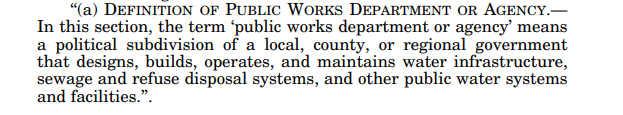 “(a) DEFINITION OF PUBLIC WORKS DEPARTMENT OR AGENCY.—
In this section, the term ‘public works department or agency’ means
a political subdivision of a local, county, or regional government
that designs, builds, operates, and maintains water infrastructure,
sewage and refuse disposal systems, and other public water systems
and facilities.”.